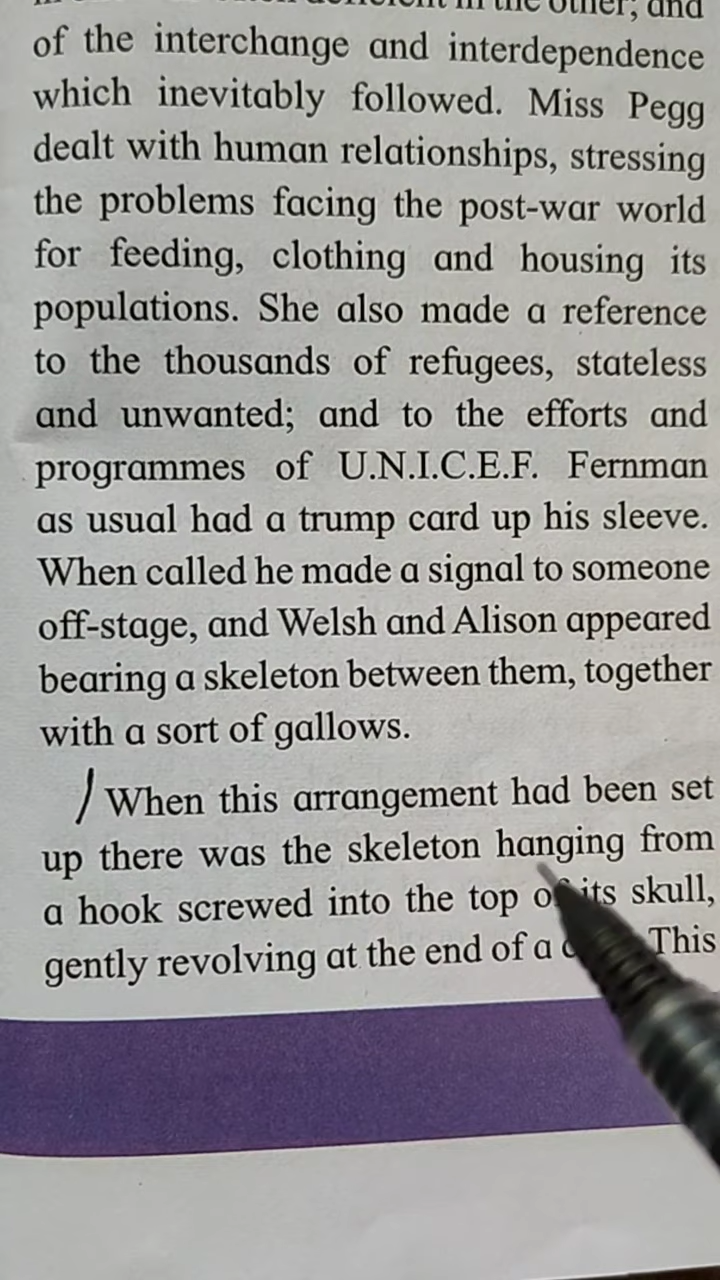 in the other; and
of the interchange and interdependence
which inevitably followed. Miss Pegg
dealt with human relationships, stressing
the problems facing the post-war world
for feeding, clothing and housing its
populations. She also made a reference
to the thousands of refugees, stateless
and unwanted; and to the efforts and
programmes of U.N.I.C.E.F. Fernman
as usual had a trump card up his sleeve.
When called he made a signal to someone
off-stage, and Welsh and Alison appeared
bearing a skeleton between them, together
with a sort of gallows.
When this arrangement had been set
up there was the skeleton hanging from
a hook screwed into the top of its skull,
gently revolving at the end of a This